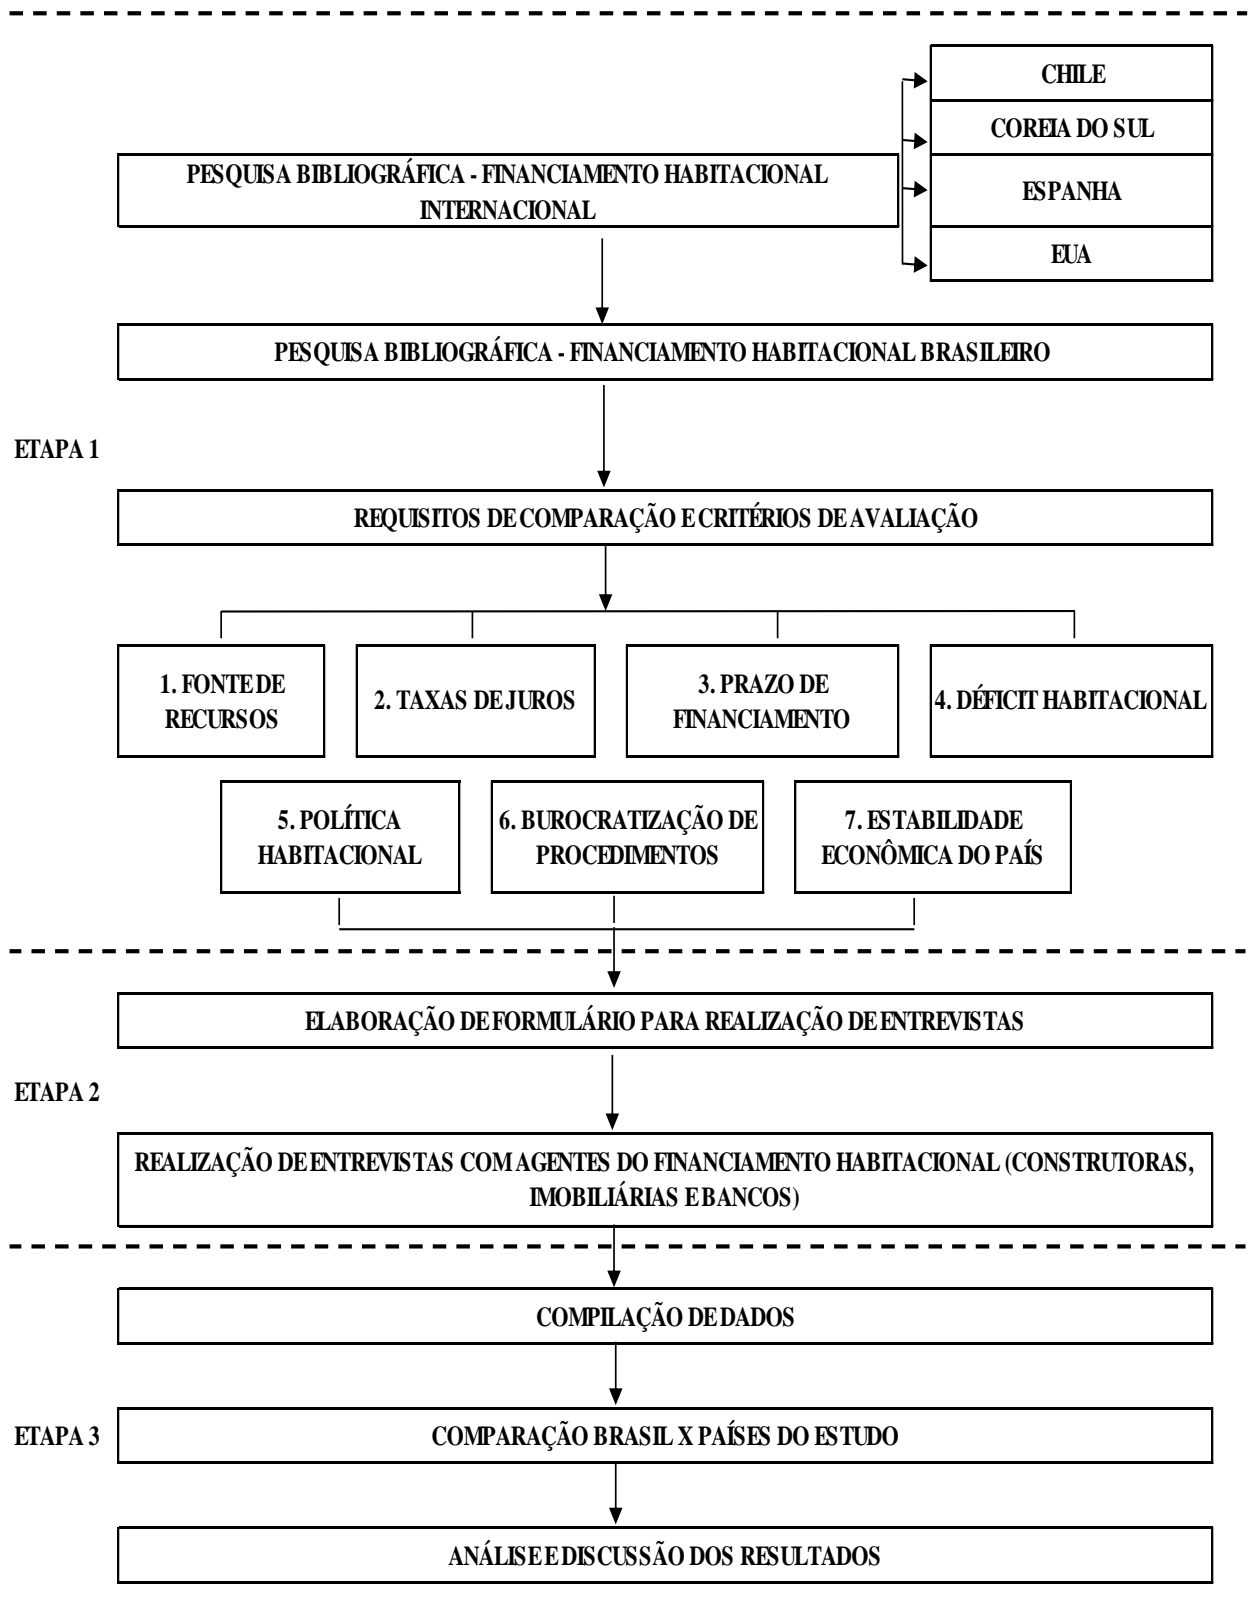 CHILE
COREIA DO SUL
PESQUISA BIBLIOGRÁFICA - FINANCIAMENTO HABITACIONAL
INTERNACIONAL
ESPANHA
EUA
PESQUISA BIBLIOGRÁFICA - FINANCIAMENTO HABITACIONAL BRASILEIRO
ETAPA 1
REQUISITOS DE COMPARAÇÃO E CRITÉRIOS DE AVALIAÇÃO
1. FONTE DE
RECURSOS
2. TAXAS DE JUROS
3. PRAZO DE
FINANCIAMENTO
4. DÉFICIT HABITACIONAL
5. POLÍTICA
HABITACIONAL
6. BUROCRATIZAÇÃO DE
PROCEDIMENTOS
7. ESTABILIDADE
ECONÔMICA DO PAÍS
ELABORAÇÃO DE FORMULÁRIO PARA REALIZAÇÃO DE ENTREVISTAS
ETAPA 2
REALIZAÇÃO DE ENTREVISTAS COM AGENTES DO FINANCIAMENTO HABITACIONAL (CONSTRUTORAS,
IMOBILIÁRIAS E BANCOS)
COMPILAÇÃO DE DADOS
ETAPA 3
COMPARAÇÃO BRASIL X PAÍSES DO ESTUDO
ANÁLISE E DISCUSSÃO DOS RESULTADOS